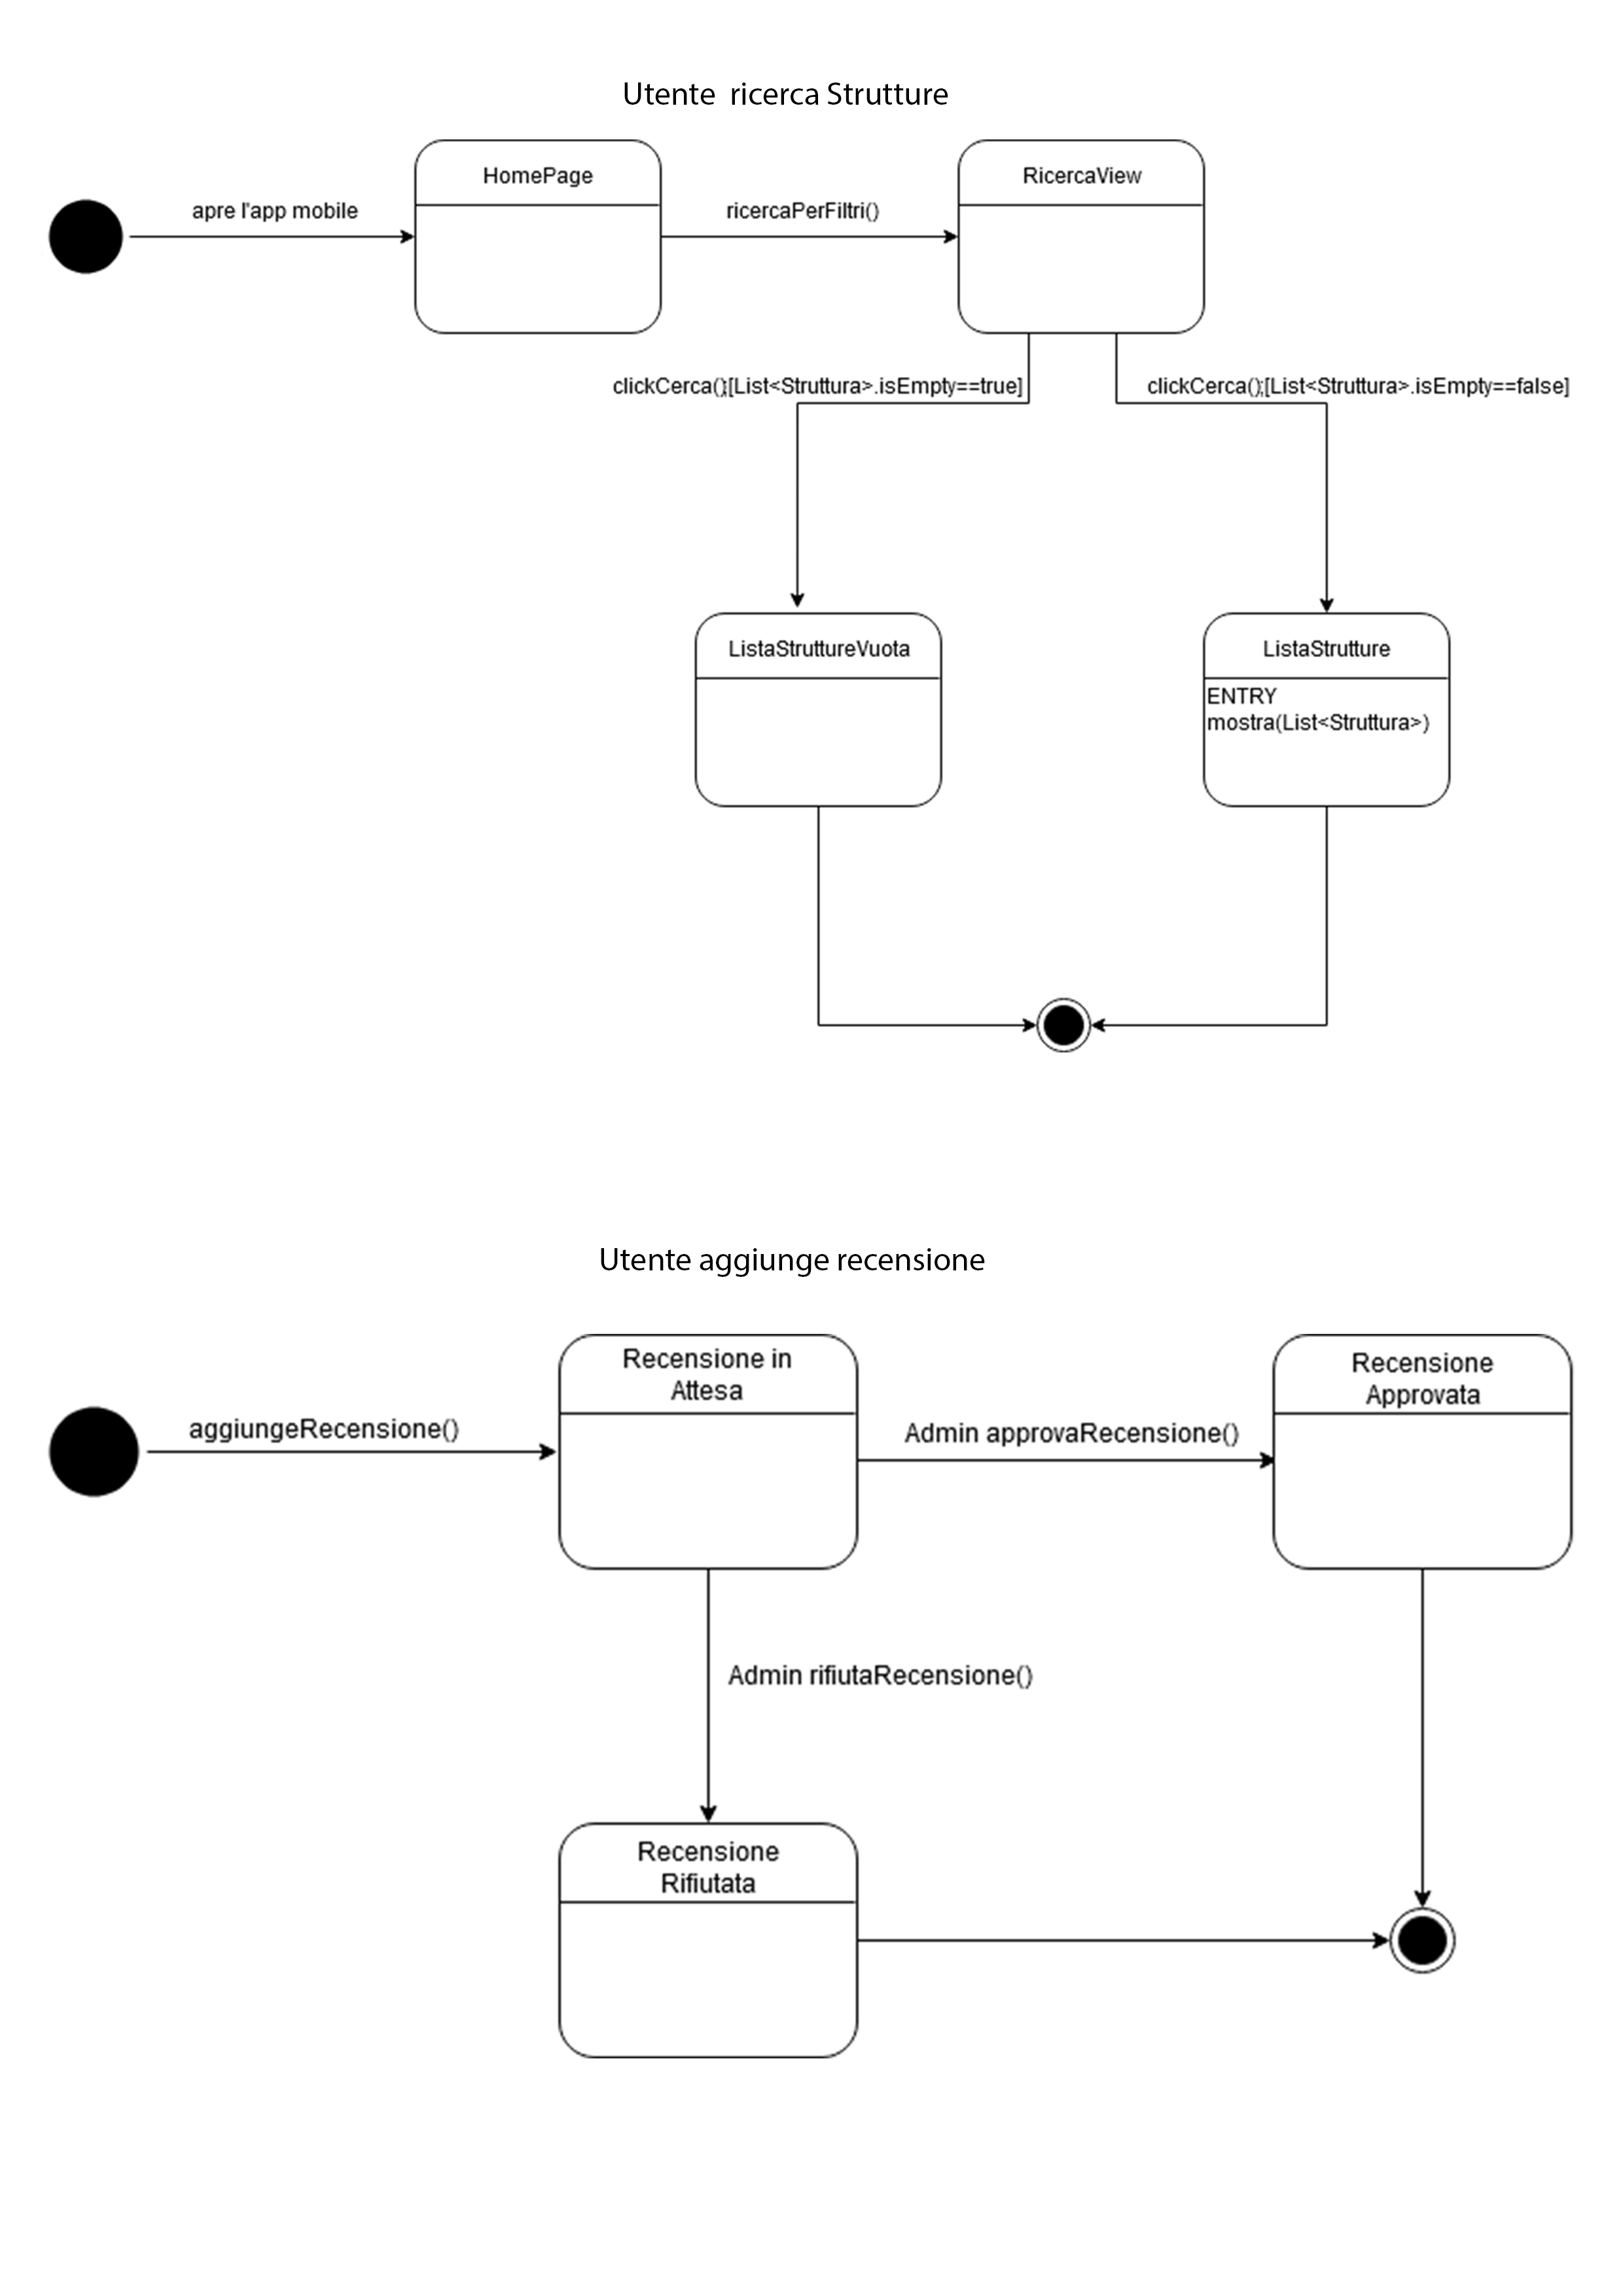 Utente ricerca Strutture
HomePage
RicercaView
apre l'app mobile
ricercaPerFiltri()
clickCerca();[List<Struttura>.isEmpty==true]
clickCerca();[List<Struttura>.isEmpty==false]
ListaStruttureVuota
ListaStrutture
ENTRY
mostra(List<Struttura>)
Utente aggiunge recensione
Recensione in
Attesa
Recensione
Approvata
aggiungeRecensione()
Admin approvaRecensione()
Admin rifiutaRecensione()
Recensione
Rifiutata